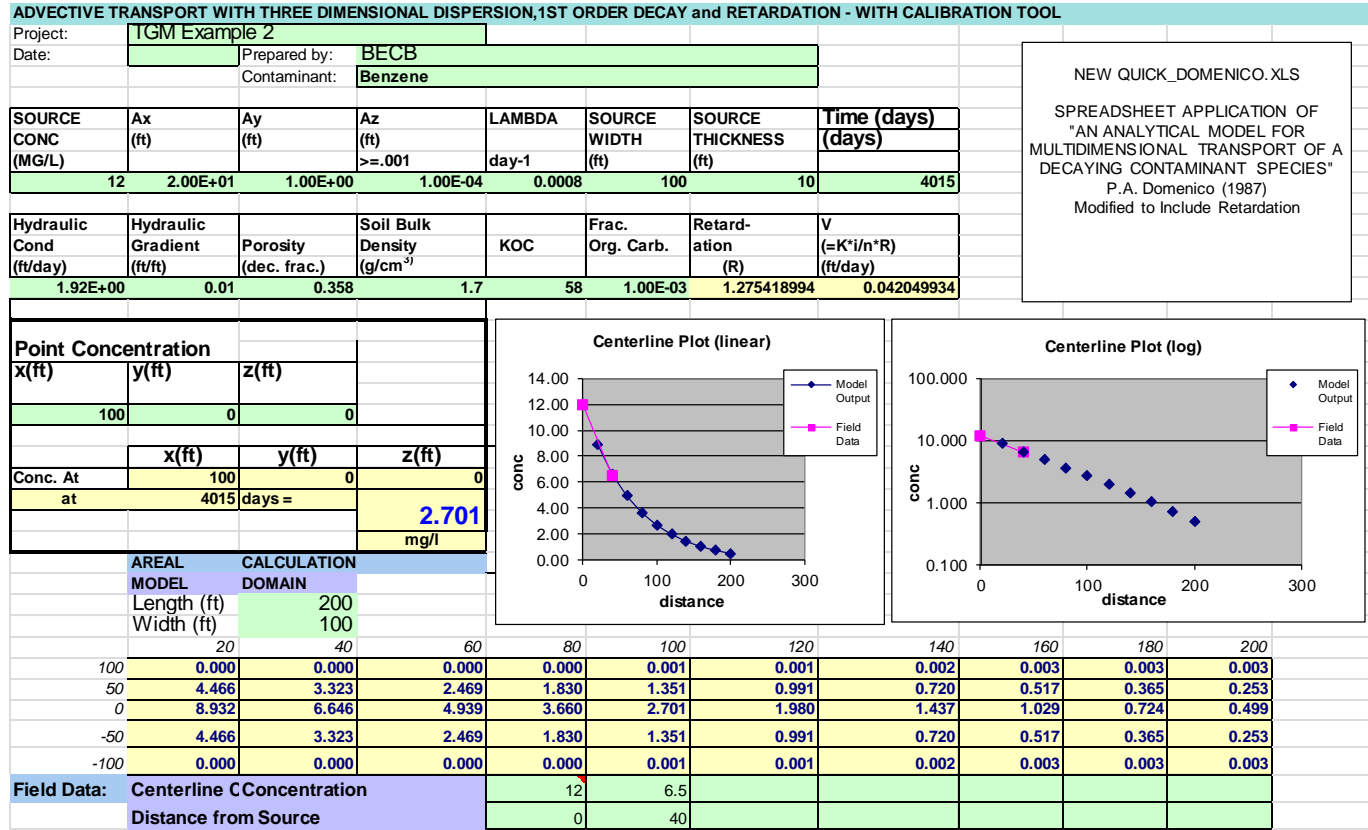 ADVECTIVE TRANSPORT WITH THREE DIMENSIONAL DISPERSION,1ST ORDER DECAY and RETARDATION - WITH CALIBRATION TOOL
Project: TGM Example 2
Date: Prepared by: BECB
Contaminant: Benzene
NEW QUICK_DOMENICO.XLS
SPREADSHEET APPLICATION OF
"AN ANALYTICAL MODEL FOR
MULTIDIMENSIONAL TRANSPORT OF A
DECAYING CONTAMINANT SPECIES"
P.A. Domenico (1987)
Modified to Include Retardation
SOURCE Ax Ay Az LAMBDA SOURCE SOURCE Time (days)
CONC (ft) (ft) (ft) WIDTH THICKNESS (days)
(MG/L) >=.001 day-1 (ft) (ft)
12 2.00E+01 1.00E+00 1.00E-04 0.0008 100 10 4015
Hydraulic Hydraulic Soil Bulk Frac. Retard- V
Cond Gradient Porosity Density KOC Org. Carb. ation (=K*i/n*R)
(ft/day) (ft/ft) (dec. frac.) (g/cm3) (R) (ft/day)
1.92E+00 0.01 0.358 1.7 58 1.00E-03 1.275418994 0.042049934
Point Concentration
x(ft) y(ft) z(ft)
100 0 0
x(ft) y(ft) z(ft)
Conc. At 100 0 0
at 4015 days =
2.701
mg/l
Centerline Plot (linear)
14.00
12.00
10.00
8.00
6.00
4.00
2.00
0.00
conc
0 100 200 300
distance
Model
Output
Field
Data
Centerline Plot (log)
100.000
10.000
1.000
0.100
conc
0 100 200 300
distance
Model
Output
Field
Data
AREAL CALCULATION
MODEL DOMAIN
Length (ft) 200
Width (ft) 100
20 40 60 80 100 120 140 160 180 200
100 0.000 0.000 0.000 0.000 0.001 0.001 0.002 0.003 0.003 0.003
50 4.466 3.323 2.469 1.830 1.351 0.991 0.720 0.517 0.365 0.253
0 8.932 6.646 4.939 3.660 2.701 1.980 1.437 1.029 0.724 0.499
-50 4.466 3.323 2.469 1.830 1.351 0.991 0.720 0.517 0.365 0.253
-100 0.000 0.000 0.000 0.000 0.001 0.001 0.002 0.003 0.003 0.003
Field Data: Centerline C Concentration 12 6.5
Distance from Source 0 40